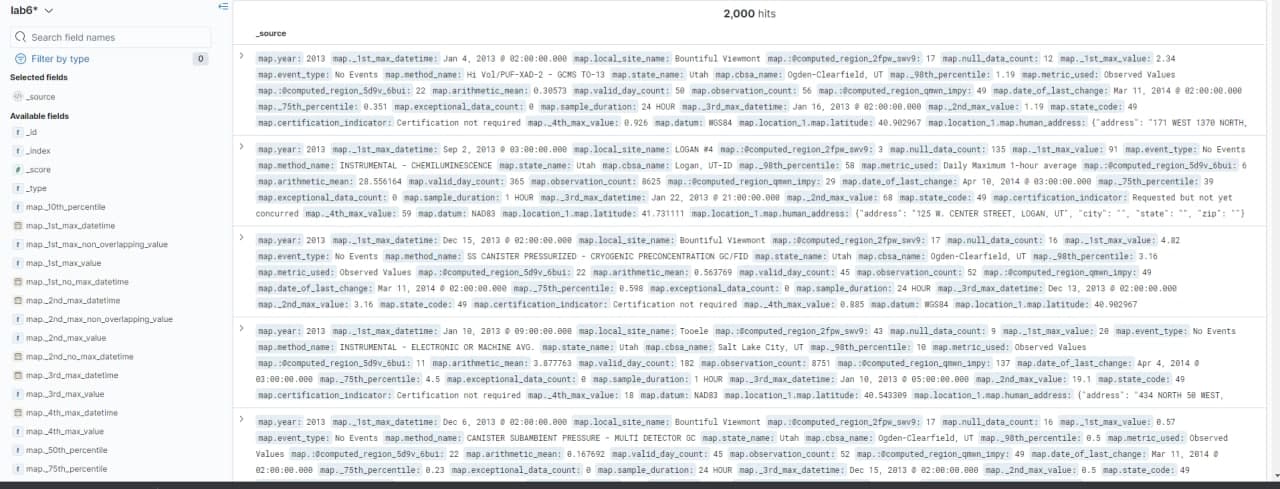 lab6*
Search field names
Filter by type 0
Selected fields
_source
Available fields
_id
_index
_score
_type
map._10th_percentile
map._1st_max_datetime
map._1st_max_non_overlapping_value
map._1st_max_value
map._1st_no_max_datetime
map._2nd_max_datetime
map._2nd_max_non_overlapping_value
map._2nd_max_value
map._2nd_no_max_datetime
map._3rd_max_datetime
map._3rd_max_value
map._4th_max_datetime
map._4th_max_value
map._50th_percentile
map._75th_percentile
2,000 hits
_source
map.year: 2013 map._1st_max_datetime: Jan 4, 2013 @ 02:00:00.000 map.local_site_name: Bountiful Viewmont map.:@computed_region_2fpw_swv9: 17 map.null_data_count: 12 map._1st_max_value: 2.34
map.event_type: No Events map.method_name: Hi Vol/PUF-XAD-2 - GCMS TO-13 map.state_name: Utah map.cbsa_name: Ogden-Clearfield, UT map._98th_percentile: 1.19 map.metric_used: Observed Values
map.:@computed_region_5d9v_6bui: 22 map.arithmetic_mean: 0.30573 map.valid_day_count: 50 map.observation_count: 56 map.:@computed_region_qmwn_impy: 49 map.date_of_last_change: Mar 11, 2014 @ 02:00:00.000
map._75th_percentile: 0.351 map.exceptional_data_count: 0 map.sample_duration: 24 HOUR map._3rd_max_datetime: Jan 16, 2013 @ 02:00:00.000 map._2nd_max_value: 1.19 map.state_code: 49
map.certification_indicator: Certification not required map._4th_max_value: 0.926 map.datum: WGS84 map.location_1.map.latitude: 40.902967 map.location_1.map.human_address: {"address": "171 WEST 1370 NORTH,
map.year: 2013 map._1st_max_datetime: Sep 2, 2013 @ 03:00:00.000 map.local_site_name: LOGAN #4 map.:@computed_region_2fpw_swv9: 3 map.null_data_count: 135 map._1st_max_value: 91 map.event_type: No Events
map.method_name: INSTRUMENTAL - CHEMILUMINESCENCE map.state_name: Utah map.cbsa_name: Logan, UT-ID map._98th_percentile: 58 map.metric_used: Daily Maximum 1-hour average map.:@computed_region_5d9v_6bui: 6
map.arithmetic_mean: 28.556164 map.valid_day_count: 365 map.observation_count: 8625 map.:@computed_region_qmwn_impy: 29 map.date_of_last_change: Apr 10, 2014 @ 03:00:00.000 map._75th_percentile: 39
map.exceptional_data_count: 0 map.sample_duration: 1 HOUR map._3rd_max_datetime: Jan 22, 2013 @ 21:00:00.000 map._2nd_max_value: 68 map.state_code: 49 map.certification_indicator: Requested but not yet
concurred map._4th_max_value: 59 map.datum: NAD83 map.location_1.map.latitude: 41.731111 map.location_1.map.human_address: {"address": "125 W. CENTER STREET, LOGAN, UT", "city": "", "state": "", "zip": ""}
map.year: 2013 map._1st_max_datetime: Dec 15, 2013 @ 02:00:00.000 map.local_site_name: Bountiful Viewmont map.:@computed_region_2fpw_swv9: 17 map.null_data_count: 16 map._1st_max_value: 4.82
map.event_type: No Events map.method_name: SS CANISTER PRESSURIZED - CRYOGENIC PRECONCENTRATION GC/FID map.state_name: Utah map.cbsa_name: Ogden-Clearfield, UT map._98th_percentile: 3.16
map.metric_used: Observed Values map.:@computed_region_5d9v_6bui: 22 map.arithmetic_mean: 0.563769 map.valid_day_count: 45 map.observation_count: 52 map.:@computed_region_qmwn_impy: 49
map.date_of_last_change: Mar 11, 2014 @ 02:00:00.000 map._75th_percentile: 0.598 map.exceptional_data_count: 0 map.sample_duration: 24 HOUR map._3rd_max_datetime: Dec 13, 2013 @ 02:00:00.000
map._2nd_max_value: 3.16 map.state_code: 49 map.certification_indicator: Certification not required map._4th_max_value: 0.885 map.datum: WGS84 map.location_1.map.latitude: 40.902967
map.year: 2013 map._1st_max_datetime: Jan 10, 2013 @ 09:00:00.000 map.local_site_name: Tooele map.:@computed_region_2fpw_swv9: 43 map.null_data_count: 9 map._1st_max_value: 20 map.event_type: No Events
map.method_name: INSTRUMENTAL - ELECTRONIC OR MACHINE AVG. map.state_name: Utah map.cbsa_name: Salt Lake City, UT map._98th_percentile: 10 map.metric_used: Observed Values
map.:@computed_region_5d9v_6bui: 11 map.arithmetic_mean: 3.877763 map.valid_day_count: 182 map.observation_count: 8751 map.:@computed_region_qmwn_impy: 137 map.date_of_last_change: Apr 4, 2014 @
03:00:00.000 map._75th_percentile: 4.5 map.exceptional_data_count: 0 map.sample_duration: 1 HOUR map._3rd_max_datetime: Jan 10, 2013 @ 05:00:00.000 map._2nd_max_value: 19.1 map.state_code: 49
map.certification_indicator: Certification not required map._4th_max_value: 18 map.datum: NAD83 map.location_1.map.latitude: 40.543309 map.location_1.map.human_address: {"address": "434 NORTH 50 WEST,
map.year: 2013 map._1st_max_datetime: Dec 6, 2013 @ 02:00:00.000 map.local_site_name: Bountiful Viewmont map.:@computed_region_2fpw_swv9: 17 map.null_data_count: 16 map._1st_max_value: 0.57
map.event_type: No Events map.method_name: CANISTER SUBAMBIENT PRESSURE - MULTI DETECTOR GC map.state_name: Utah map.cbsa_name: Ogden-Clearfield, UT map._98th_percentile: 0.5 map.metric_used: Observed
Values map.:@computed_region_5d9v_6bui: 22 map.arithmetic_mean: 0.167692 map.valid_day_count: 45 map.observation_count: 52 map.:@computed_region_qmwn_impy: 49 map.date_of_last_change: Mar 11, 2014 @
02:00:00.000 map._75th_percentile: 0.23 map.exceptional_data_count: 0 map.sample_duration: 24 HOUR map._3rd_max_datetime: Dec 15, 2013 @ 02:00:00.000 map._2nd_max_value: 0.5 map.state_code: 49